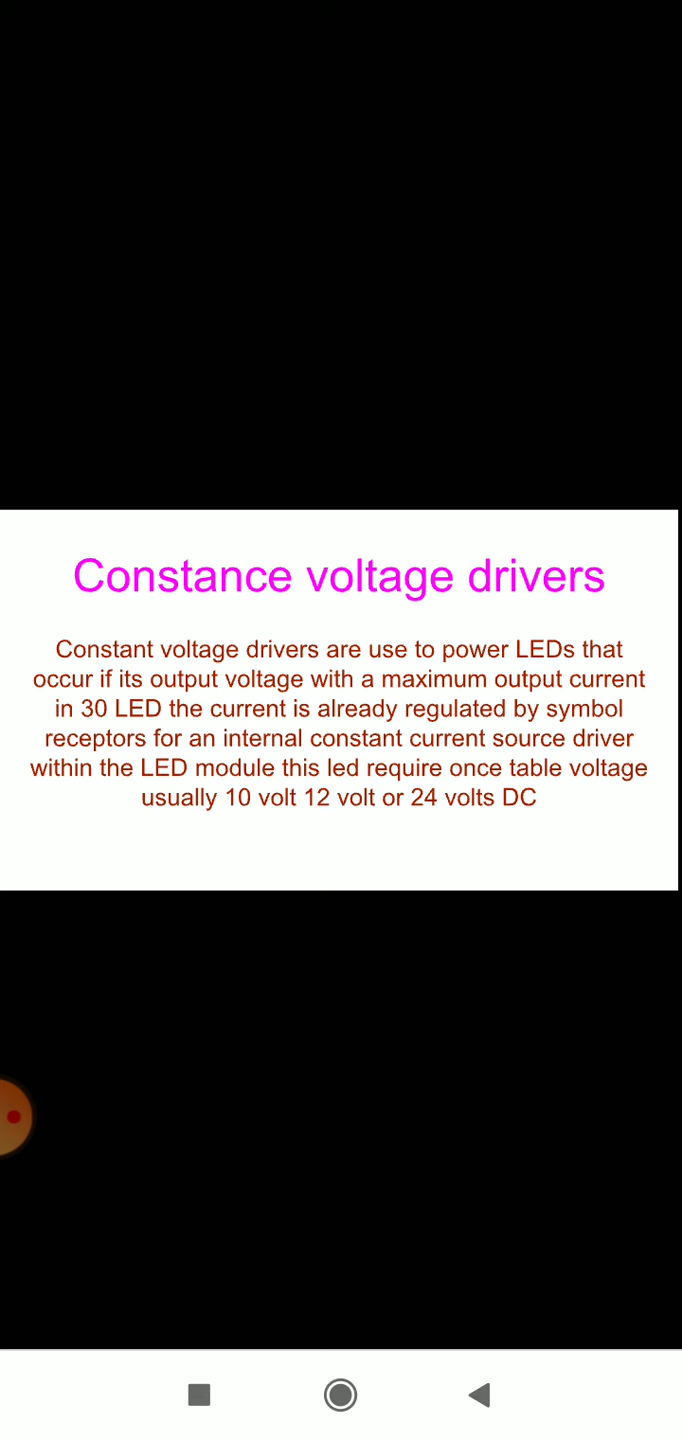 Constance voltage drivers
Constant voltage drivers are use to power LEDs that
occur if its output voltage with a maximum output current
in 30 LED the current is already regulated by symbol
receptors for an internal constant current source driver
within the LED module this led require once table voltage
usually 10 volt 12 volt or 24 volts DC